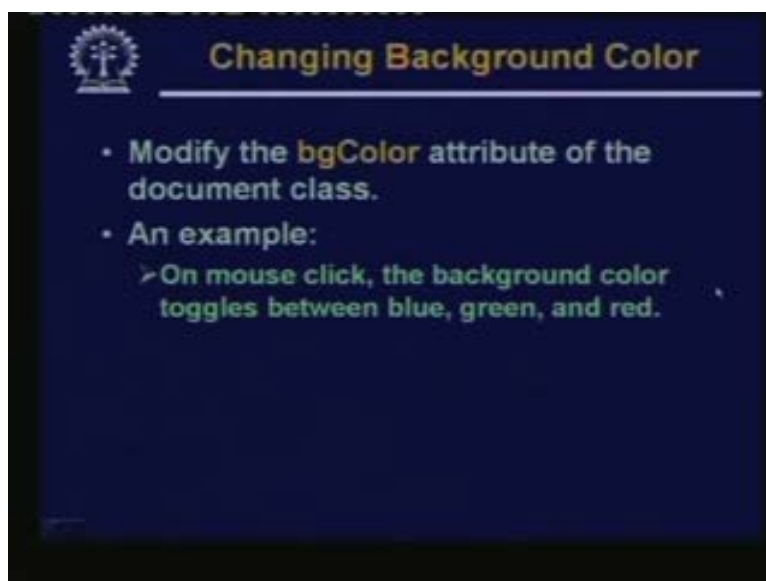 Changing Background Color
• Modify the bgColor attribute of the
document class.
• An example:
➢On mouse click, the background color
toggles between blue, green, and red.